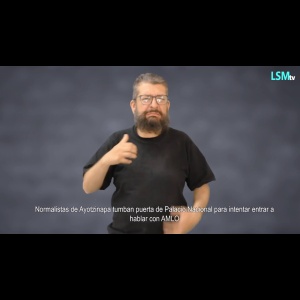 LSMtv
Normalistas de Ayotzinapa tumban puerta de Palacio Nacional para intentar entrar a
hablar con AMLO